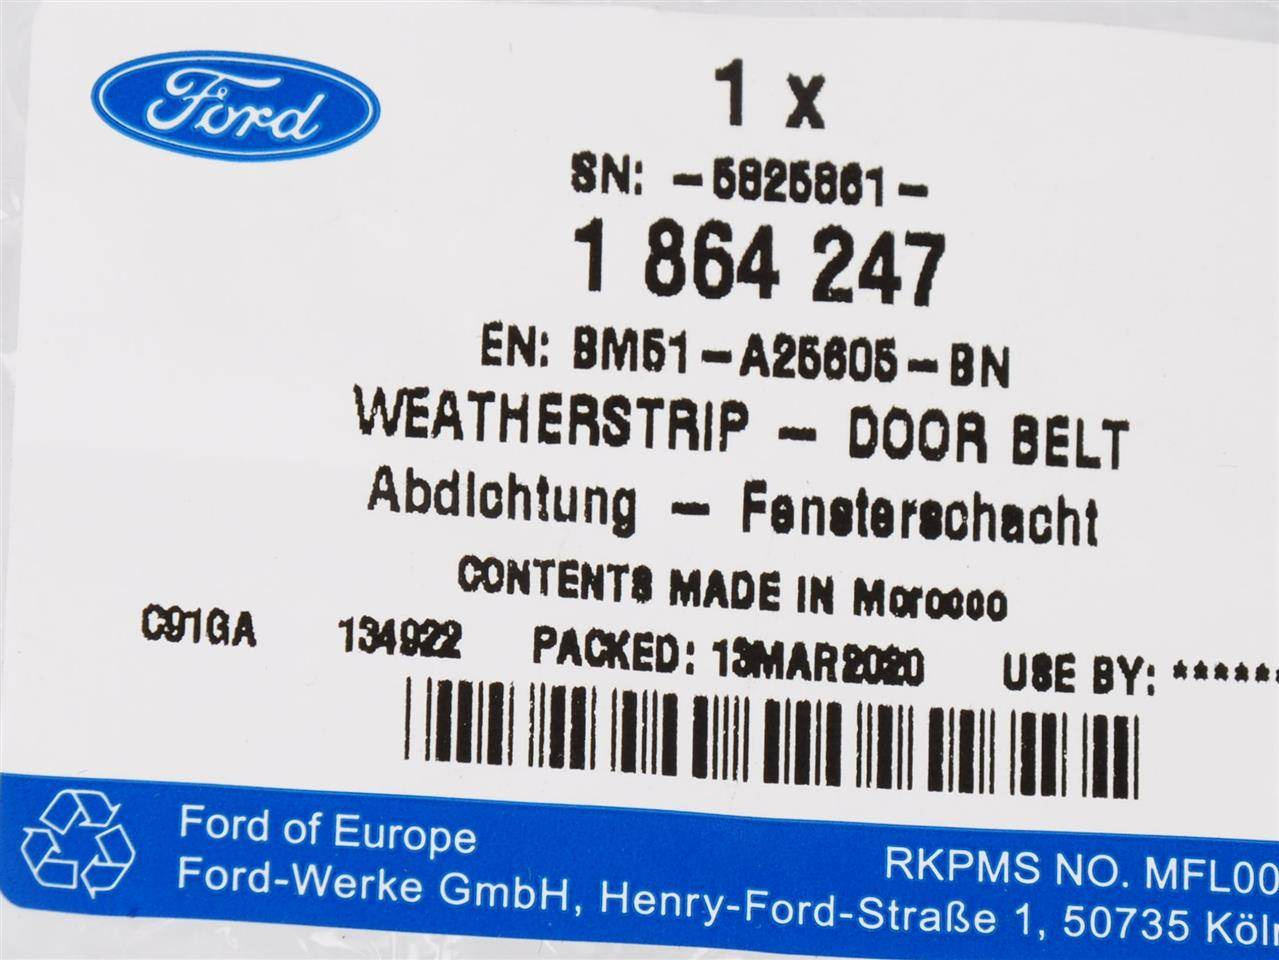 Ford
1 x
SN: -5825861-
1 864 247
EN: BM51-A25605-BN
WEATHERSTRIP - DOOR BELT
Abdichtung - Fensterschacht
CONTENTS MADE IN Morocco
C91GA 134922 PACKED: 13MAR2020 USE BY: ******
Ford of Europe
RKPMS NO. MFL00
Ford-Werke GmbH, Henry-Ford-Straße 1, 50735 Köln